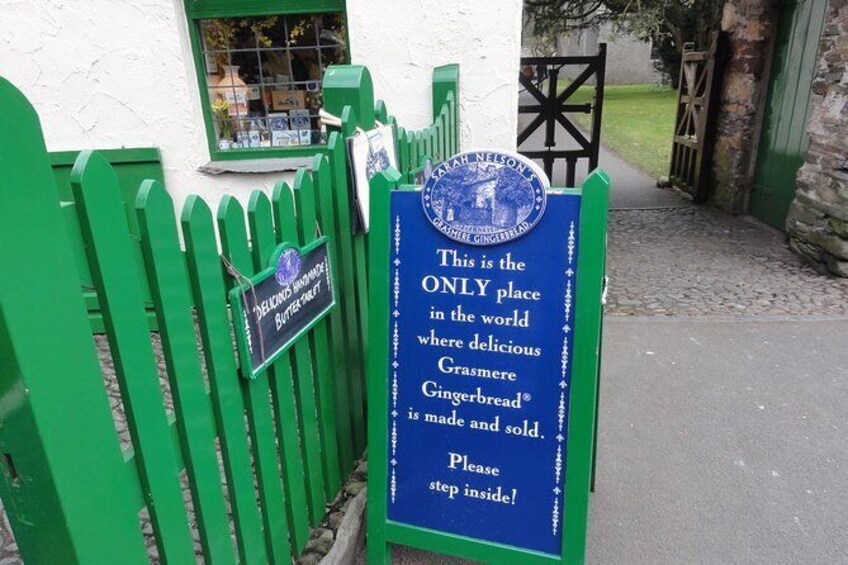 SARAH NELSON'S
GRASMERE GINGERBREAD
This is the
ONLY place
in the world
where delicious
Grasmere
Gingerbread®
is made and sold.
Please
step inside!
DELICIOUS HANDMADE
BUTTER TABLET